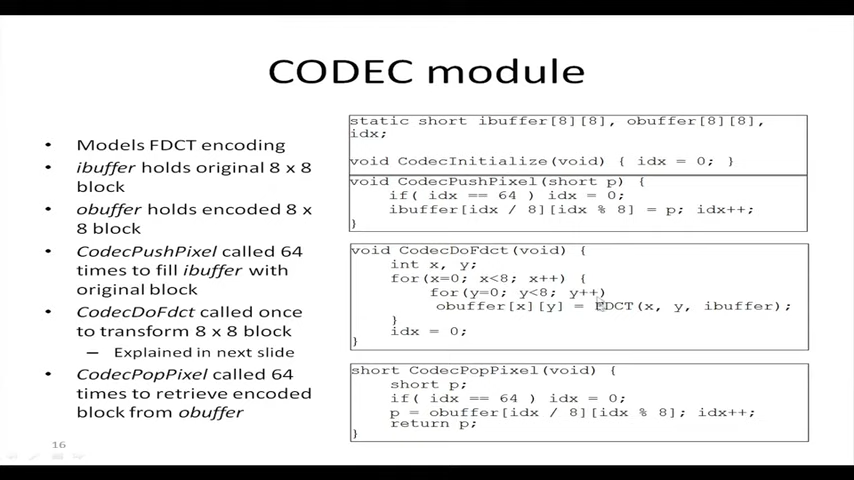 CODEC module
• Models FDCT encoding
• ibuffer holds original 8 x 8
block
• obuffer holds encoded 8 x
8 block
• CodecPushPixel called 64
times to fill ibuffer with
original block
• CodecDoFdct called once
to transform 8 x 8 block
– Explained in next slide
• CodecPopPixel called 64
times to retrieve encoded
block from obuffer
16
static short ibuffer[8][8], obuffer[8][8],
idx;
void CodecInitialize(void) { idx = 0; }
void CodecPushPixel(short p) {
if( idx == 64 ) idx = 0;
ibuffer[idx / 8][idx % 8] = p; idx++;
}
void CodecDoFdct(void) {
int x, y;
for(x=0; x<8; x++) {
for(y=0; y<8; y++)
obuffer[x][y] = FDCT(x, y, ibuffer);
}
idx = 0;
}
short CodecPopPixel(void) {
short p;
if( idx == 64 ) idx = 0;
p = obuffer[idx / 8][idx % 8]; idx++;
return p;
}